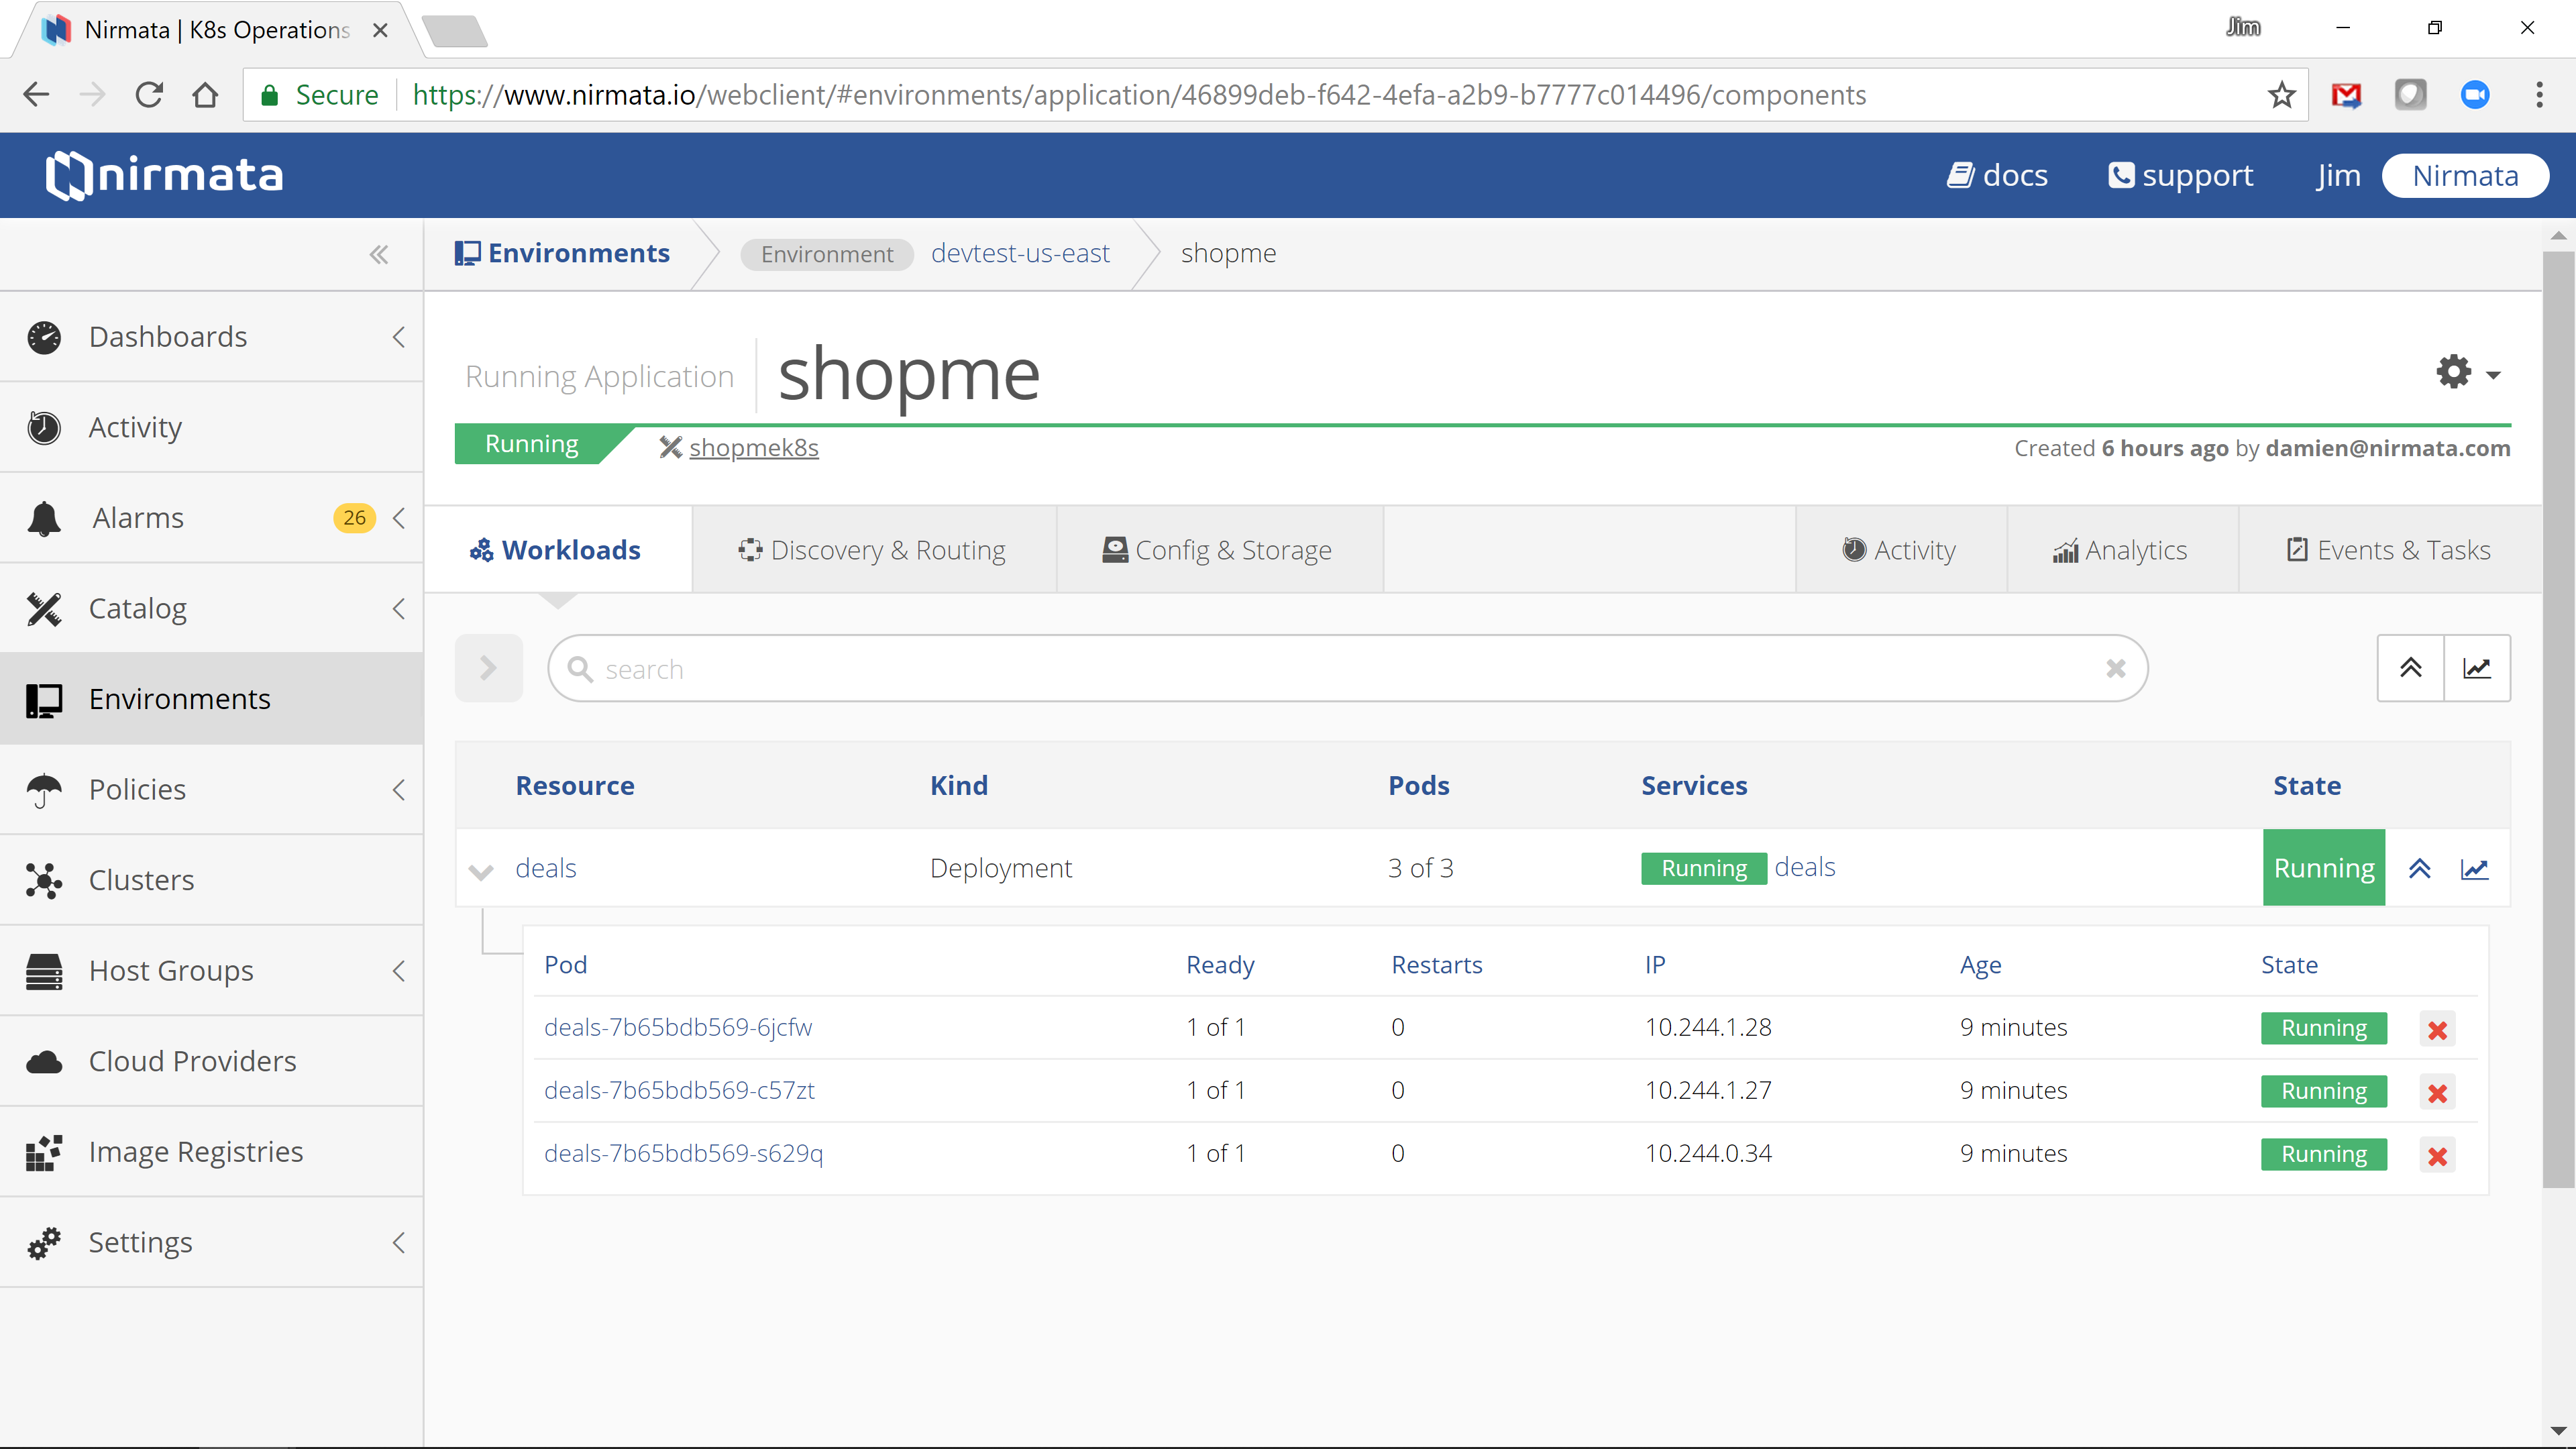 Nirmata | K8s Operations
Jim
Secure https://www.nirmata.io/webclient/#environments/application/46899deb-f642-4efa-a2b9-b7777c014496/components
nirmata
docs support Jim Nirmata
Environments Environment devtest-us-east shopme
Dashboards
Activity
Alarms 26
Catalog
Environments
Policies
Clusters
Host Groups
Cloud Providers
Image Registries
Settings
Running Application shopme
Running shopmek8s Created 6 hours ago by damien@nirmata.com
Workloads Discovery & Routing Config & Storage Activity Analytics Events & Tasks
search
Resource Kind Pods Services State
deals Deployment 3 of 3 Running deals Running
Pod Ready Restarts IP Age State
deals-7b65bdb569-6jcfw 1 of 1 0 10.244.1.28 9 minutes Running
deals-7b65bdb569-c57zt 1 of 1 0 10.244.1.27 9 minutes Running
deals-7b65bdb569-s629q 1 of 1 0 10.244.0.34 9 minutes Running